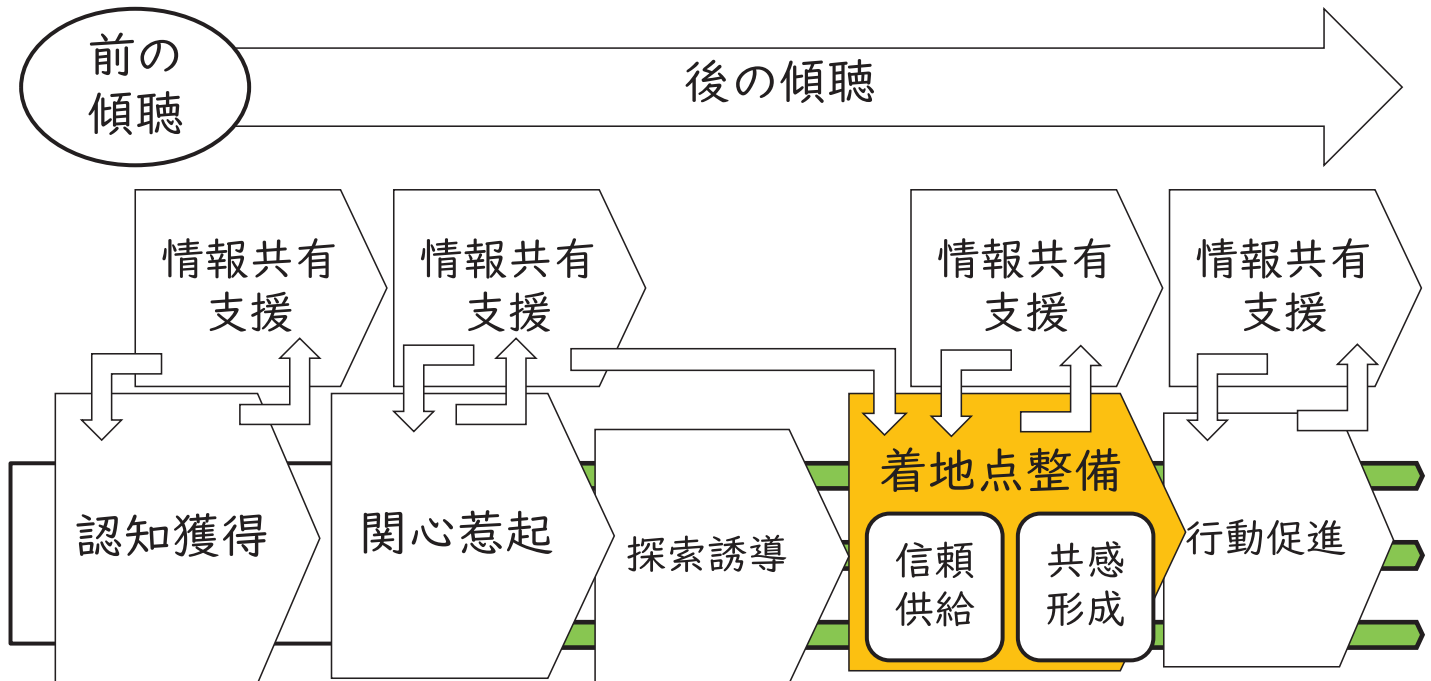 前の
傾聴
後の傾聴
情報共有
支援
情報共有
支援
情報共有
支援
情報共有
支援
認知獲得
関心惹起
探索誘導
着地点整備
信頼
供給
共感
形成
行動促進